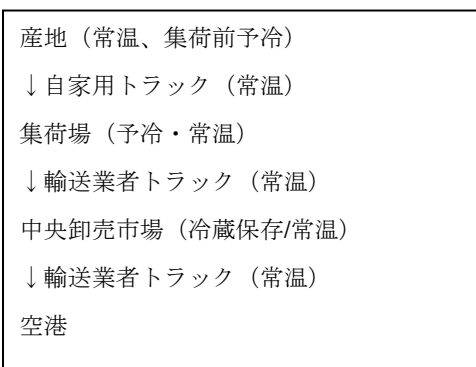 産地（常温、集荷前予冷）
↓自家用トラック（常温）
集荷場（予冷・常温）
↓輸送業者トラック（常温）
中央卸売市場（冷蔵保存/常温）
↓輸送業者トラック（常温）
空港